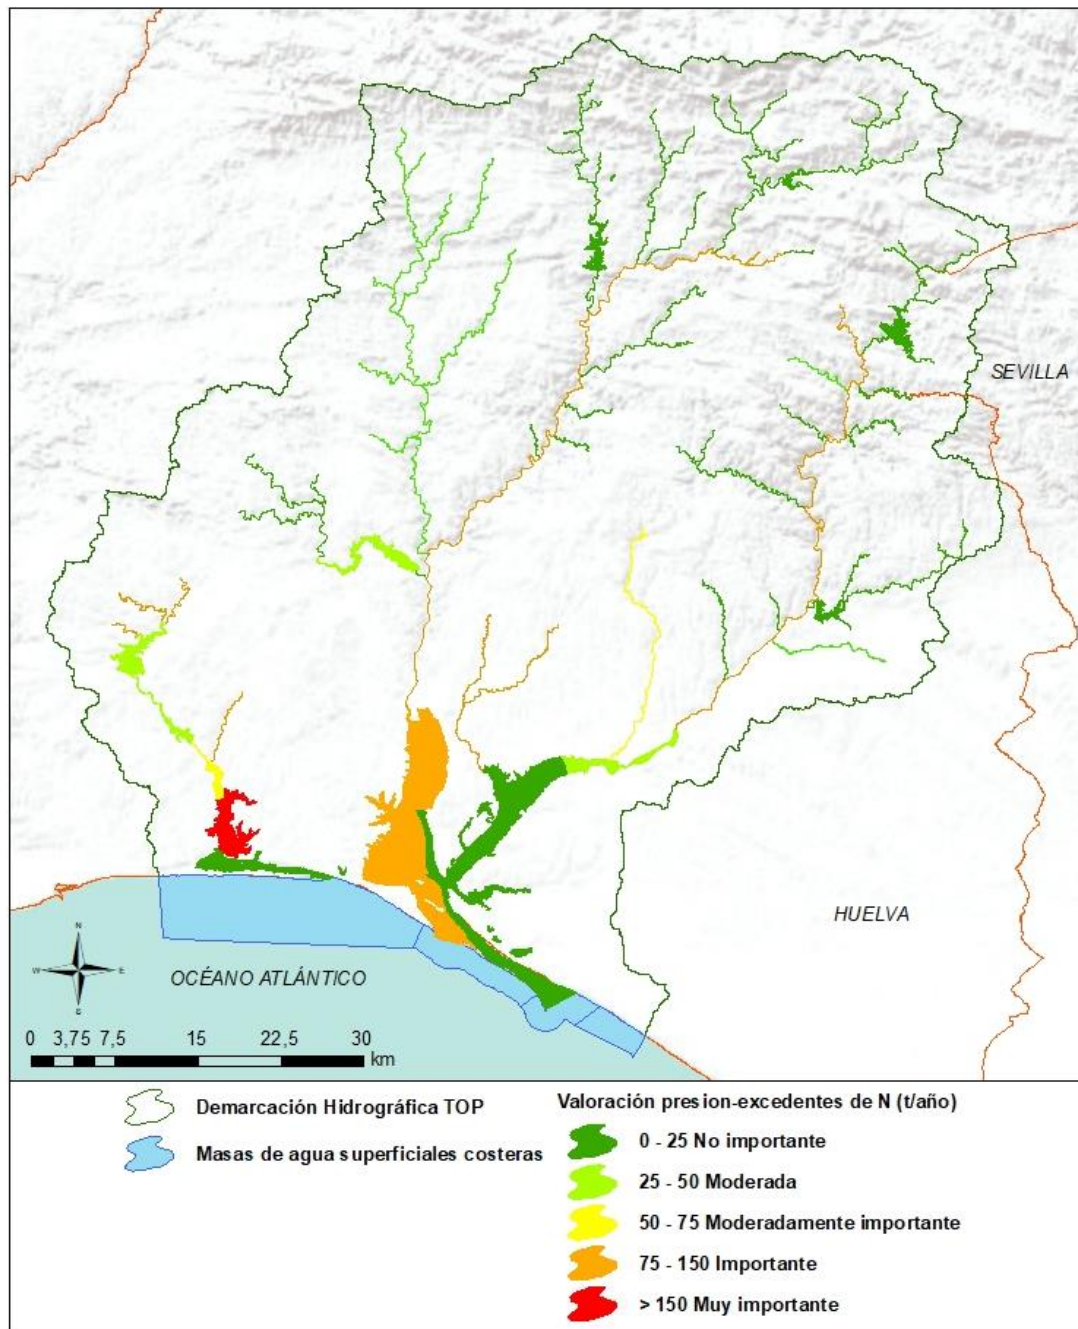 SEVILLA
HUELVA
N
W E
S
OCÉANO ATLÁNTICO
0 3,75 7,5 15 22,5 30
km
Demarcación Hidrográfica TOP
Masas de agua superficiales costeras
Valoración presion-excedentes de N (t/año)
0 - 25 No importante
25 - 50 Moderada
50 - 75 Moderadamente importante
75 - 150 Importante
> 150 Muy importante